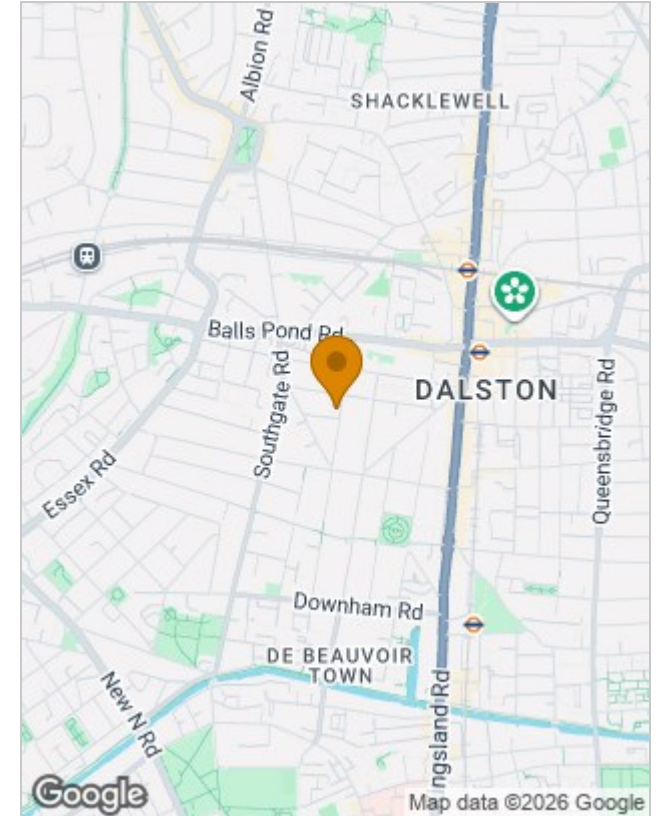 Albion Rd
SHACKLEWELL
Balls Pond Rd
Southgate Rd
DALSTON
Queensbridge Rd
Essex Rd
Downham Rd
DE BEAUVOIR
TOWN
New N Rd
ingsland Rd
Google
Map data ©2026 Google